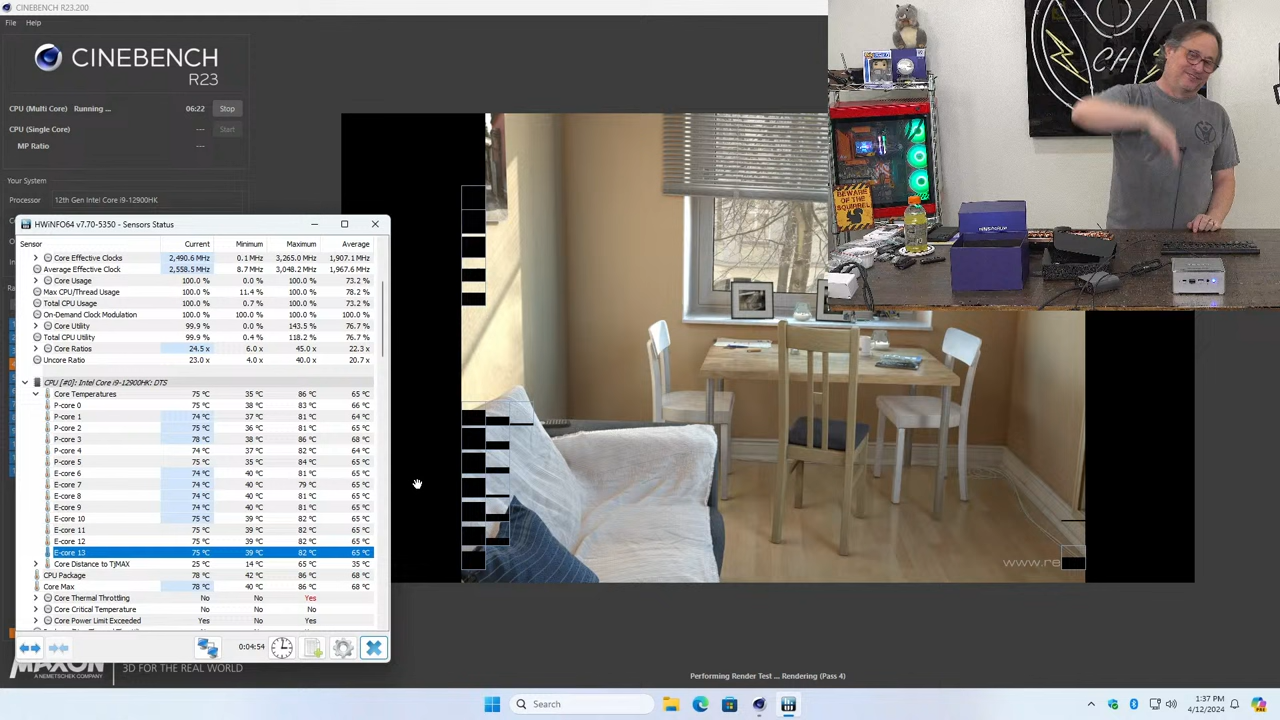 CINEBENCH R23.200
File Help
CINEBENCH
R23
CPU (Multi Core) Running ... 06:22 Stop
CPU (Single Core) --- Start
MP Ratio ---
Your System
Processor 12th Gen Intel Core i9-12900HK
HWiNFO64 v7.70-5350 - Sensors Status
Sensor Current Minimum Maximum Average
Core Effective Clocks 2,490.6 MHz 0.1 MHz 3,265.0 MHz 1,907.1 MHz
Average Effective Clock 2,558.5 MHz 8.7 MHz 3,048.2 MHz 1,967.6 MHz
Core Usage 100.0 % 0.0 % 100.0 % 73.2 %
Max CPU/Thread Usage 100.0 % 11.4 % 100.0 % 78.5 %
Total CPU Usage 100.0 % 0.7 % 100.0 % 73.2 %
On-Demand Clock Modulation 100.0 % 100.0 % 100.0 % 100.0 %
Core Utility 99.9 % 0.0 % 143.5 % 76.7 %
Total CPU Utility 99.9 % 0.4 % 118.2 % 76.7 %
Core Ratios 24.5 x 6.0 x 45.0 x 22.3 x
Uncore Ratio 23.0 x 4.0 x 40.0 x 20.7 x
CPU [#0]: Intel Core i9-12900HK: DTS
Core Temperatures 75 °C 35 °C 86 °C 65 °C
P-core 0 75 °C 38 °C 83 °C 66 °C
P-core 1 74 °C 37 °C 81 °C 64 °C
P-core 2 75 °C 36 °C 81 °C 65 °C
P-core 3 78 °C 38 °C 86 °C 68 °C
P-core 4 75 °C 37 °C 82 °C 64 °C
P-core 5 75 °C 35 °C 84 °C 65 °C
E-core 6 74 °C 40 °C 81 °C 65 °C
E-core 7 74 °C 40 °C 79 °C 65 °C
E-core 8 74 °C 40 °C 81 °C 65 °C
E-core 9 74 °C 40 °C 81 °C 65 °C
E-core 10 75 °C 39 °C 82 °C 65 °C
E-core 11 75 °C 39 °C 82 °C 65 °C
E-core 12 75 °C 39 °C 82 °C 65 °C
E-core 13 75 °C 39 °C 82 °C 65 °C
Core Distance to TjMAX 25 °C 14 °C 65 °C 35 °C
CPU Package 78 °C 42 °C 86 °C 68 °C
Core Max 78 °C 40 °C 86 °C 68 °C
Core Thermal Throttling No No Yes
Core Critical Temperature No No No
Core Power Limit Exceeded Yes No Yes
0:04:54
MAXON
A NEMETSCHEK COMPANY
3D FOR THE REAL WORLD
CH
BEWARE
OF THE
SQUIRREL
MINISFORUM
www.re
Performing Render Test ... Rendering (Pass 4)
Search
1:37 PM
4/12/2024